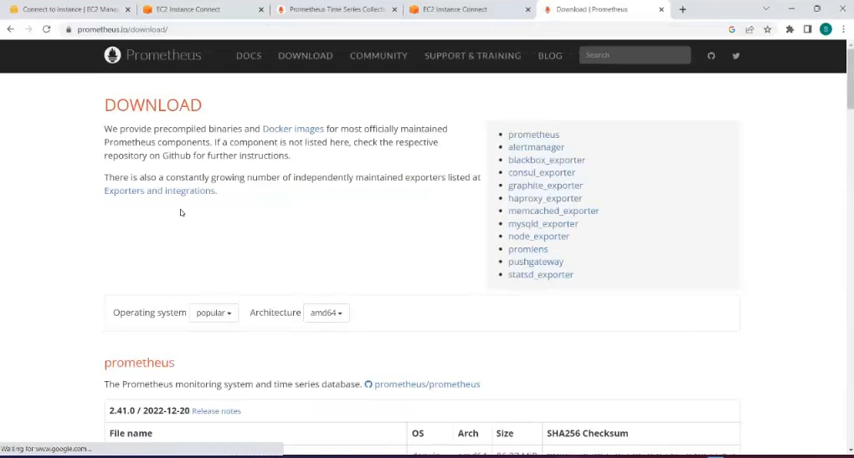 Connect to instance | EC2 Mana
EC2 Instance Connect
Prometheus Time Series Collecti
EC2 Instance Connect
Download | Prometheus
prometheus.io/download/
S
Prometheus
DOCS
DOWNLOAD
COMMUNITY
SUPPORT & TRAINING
BLOG
Search
DOWNLOAD
We provide precompiled binaries and Docker images for most officially maintained
Prometheus components. If a component is not listed here, check the respective
repository on Github for further instructions.
There is also a constantly growing number of independently maintained exporters listed at
Exporters and integrations.
prometheus
alertmanager
blackbox_exporter
consul_exporter
graphite_exporter
haproxy_exporter
memcached_exporter
mysqld_exporter
node_exporter
promlens
pushgateway
statsd_exporter
Operating system popular Architecture amd64
prometheus
The Prometheus monitoring system and time series database. prometheus/prometheus
2.41.0 / 2022-12-20 Release notes
File name OS Arch Size SHA256 Checksum
Waiting for www.google.com...